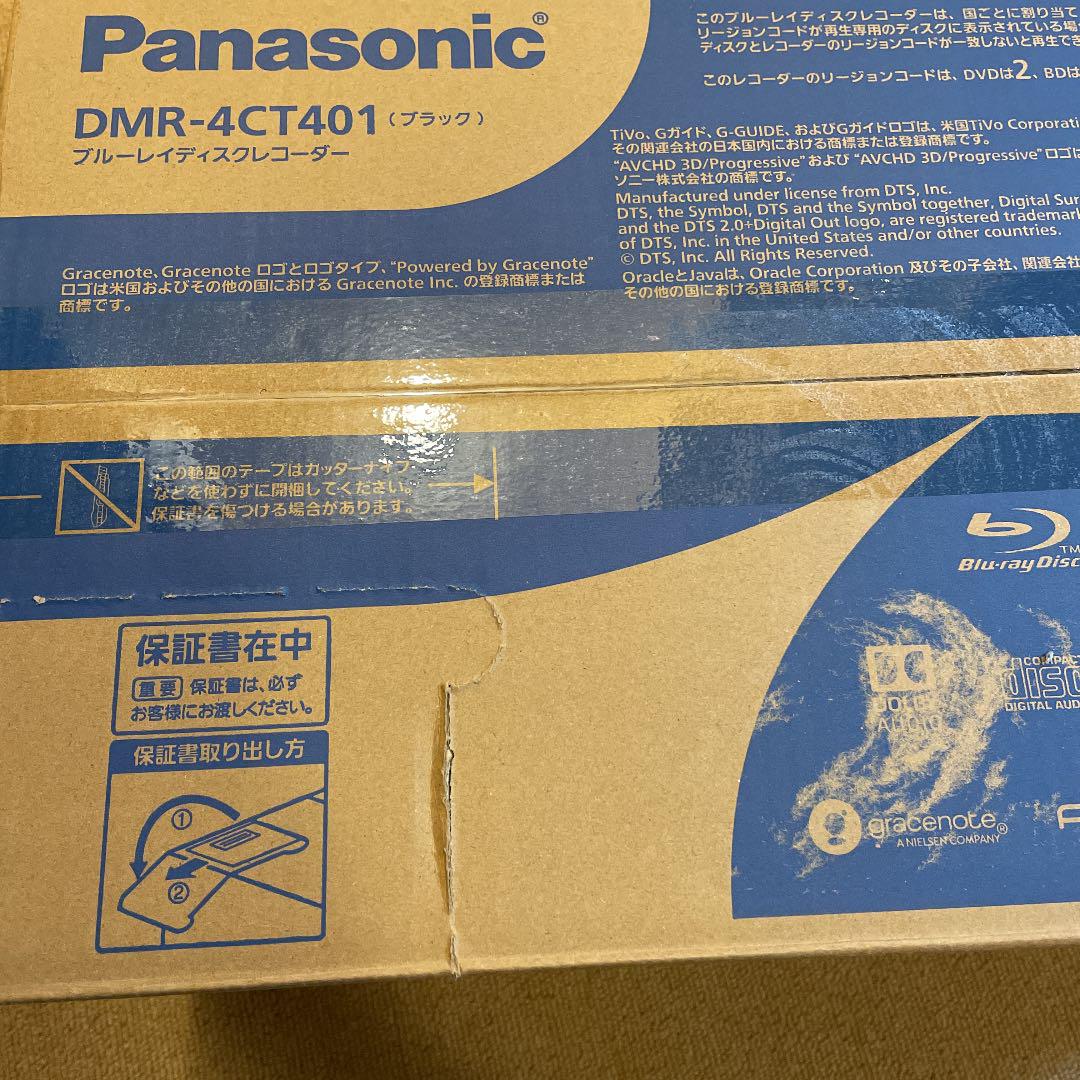 Panasonic®
DMR-4CT401（ブラック）
ブルーレイディスクレコーダー
このブルーレイディスクレコーダーは、国ごとに割り当て
リージョンコードが再生専用のディスクに表示されている場
ディスクとレコーダーのリージョンコードが一致しないと再生でき
このレコーダーのリージョンコードは、DVDは2、BDは
TiVo、Gガイド、G-GUIDE、およびGガイドロゴは、米国TiVo Corporati
その関連会社の日本国内における商標または登録商標です。
"AVCHD 3D/Progressive"および "AVCHD 3D/Progressive"ロゴは
ソニー株式会社の商標です。
Manufactured under license from DTS, Inc.
DTS, the Symbol, DTS and the Symbol together, Digital Sur
and the DTS 2.0+Digital Out logo, are registered trademark
of DTS, Inc. in the United States and/or other countries.
© DTS, Inc. All Rights Reserved.
OracleとJavaは、Oracle Corporation 及びその子会社、関連会社
その他の国における登録商標です。
Gracenote、Gracenote ロゴとロゴタイプ、"Powered by Gracenote"
ロゴは米国およびその他の国における Gracenote Inc. の登録商標または
商標です。
この範囲のテープはカッターナイフ
などを使わずに開梱してください。
保証書を傷つける場合があります。
Blu-ray Disc
TM
保証書在中
重要 保証書は、必ず
お客様にお渡しください。
保証書取り出し方
①
②
DOLBY
AUDIO
COMPACT
disc
DIGITAL AUD
gracenote®
A NIELSEN COMPANY